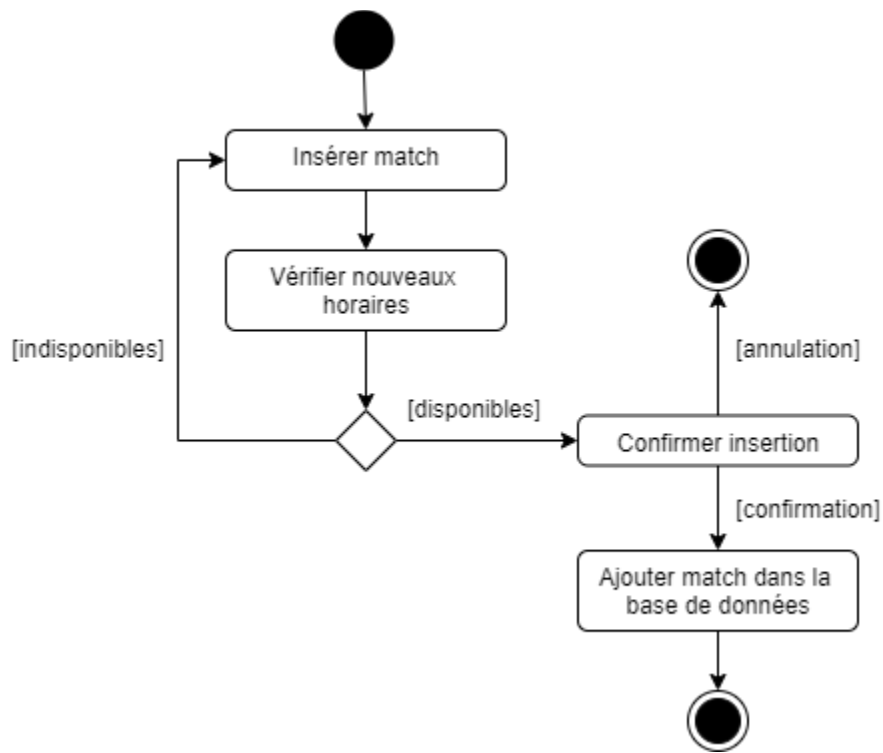 Insérer match
Vérifier nouveaux
horaires
[indisponibles]
[annulation]
[disponibles]
Confirmer insertion
[confirmation]
Ajouter match dans la
base de données